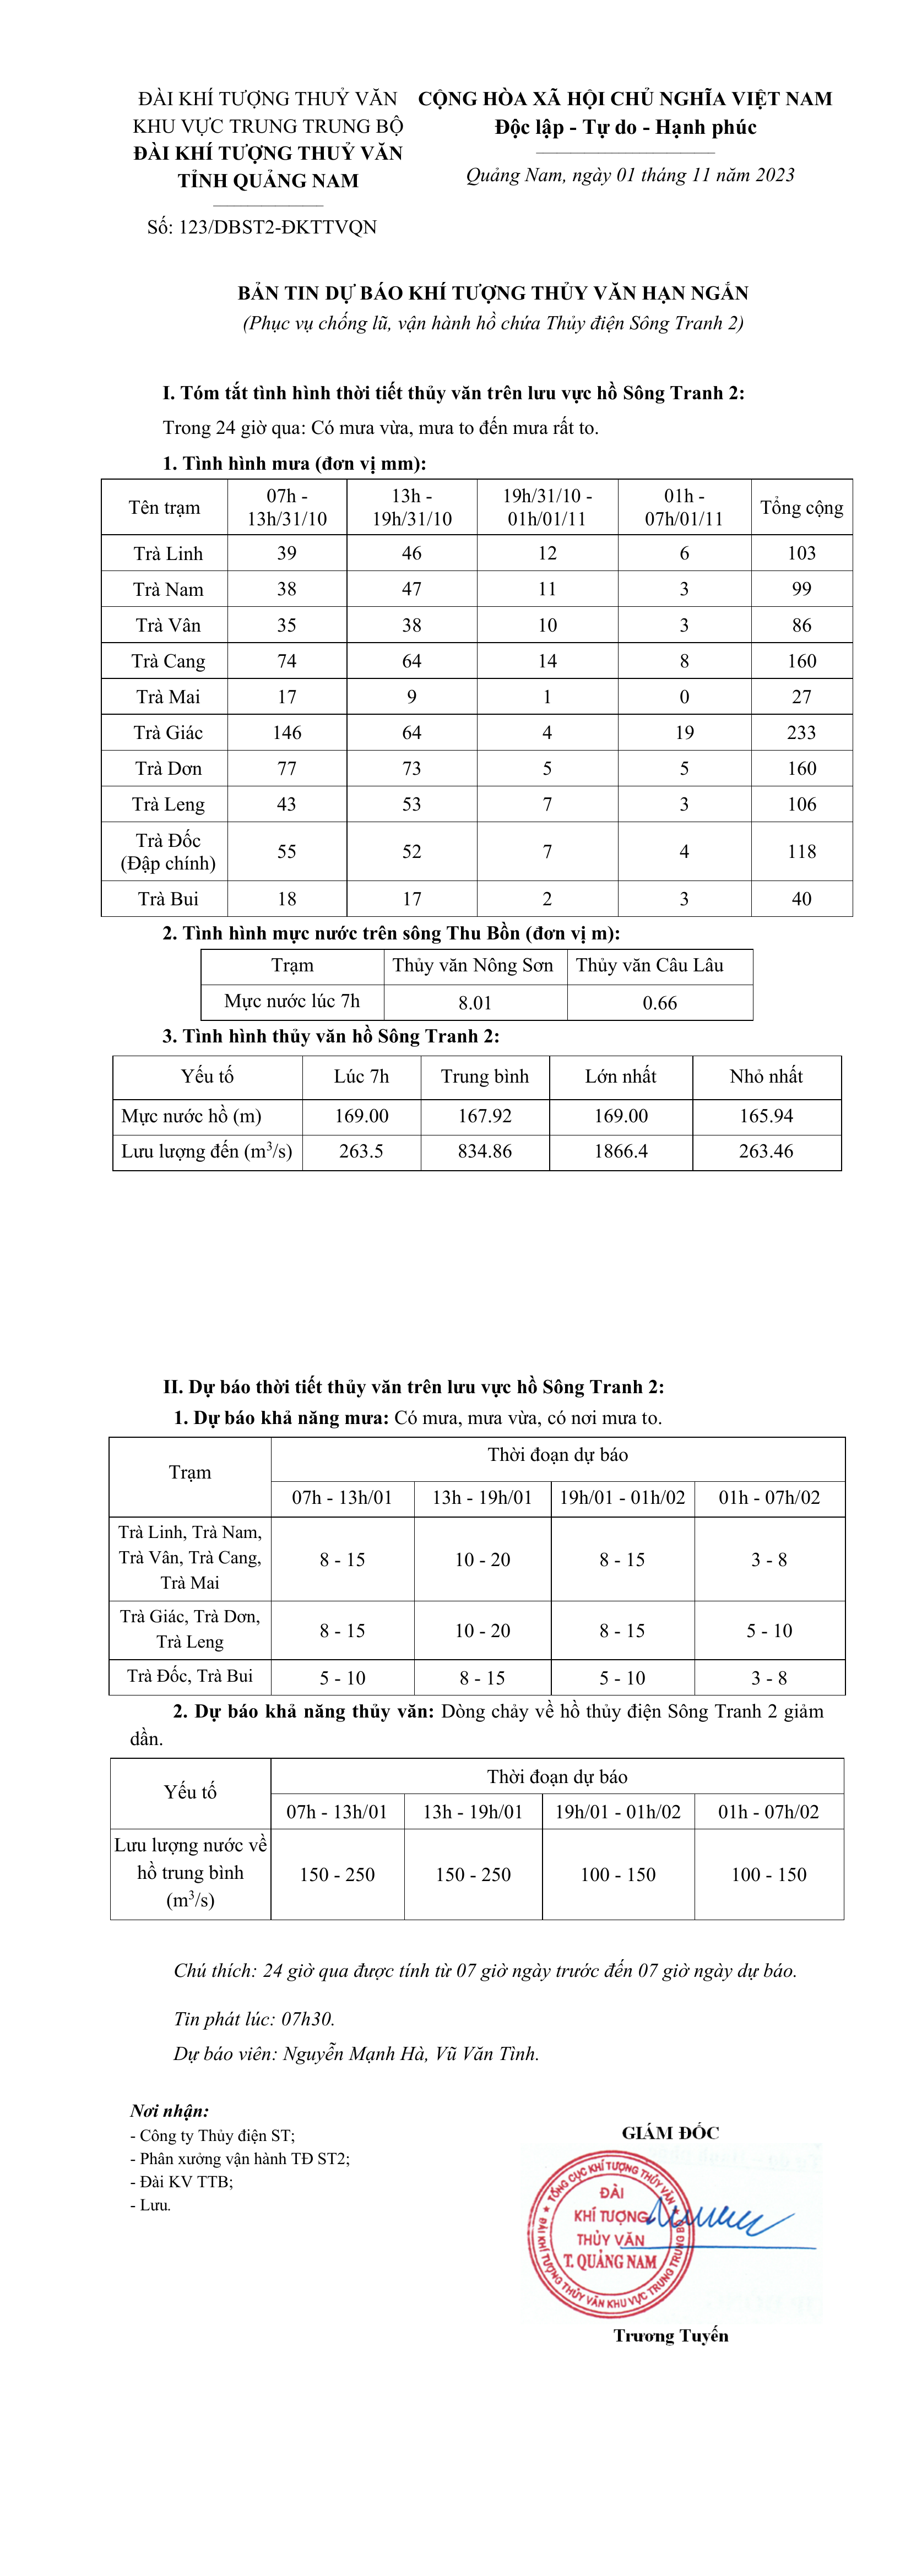 ĐÀI KHÍ TƯỢNG THUỶ VĂN
KHU VỰC TRUNG TRUNG BỘ
ĐÀI KHÍ TƯỢNG THUỶ VĂN
TỈNH QUẢNG NAM
Số: 123/DBST2-ĐKTTVQN
CỘNG HÒA XÃ HỘI CHỦ NGHĨA VIỆT NAM
Độc lập - Tự do - Hạnh phúc
Quảng Nam, ngày 01 tháng 11 năm 2023
BẢN TIN DỰ BÁO KHÍ TƯỢNG THỦY VĂN HẠN NGẮN
(Phục vụ chống lũ, vận hành hồ chứa Thủy điện Sông Tranh 2)
I. Tóm tắt tình hình thời tiết thủy văn trên lưu vực hồ Sông Tranh 2:
Trong 24 giờ qua: Có mưa vừa, mưa to đến mưa rất to.
1. Tình hình mưa (đơn vị mm):
Tên trạm 07h - 13h/31/10 13h - 19h/31/10 19h/31/10 - 01h/01/11 01h - 07h/01/11 Tổng cộng
Trà Linh 39 46 12 6 103
Trà Nam 38 47 11 3 99
Trà Vân 35 38 10 3 86
Trà Cang 74 64 14 8 160
Trà Mai 17 9 1 0 27
Trà Giác 146 64 4 19 233
Trà Dơn 77 73 5 5 160
Trà Leng 43 53 7 3 106
Trà Đốc (Đập chính) 55 52 7 4 118
Trà Bui 18 17 2 3 40
2. Tình hình mực nước trên sông Thu Bồn (đơn vị m):
Trạm Thủy văn Nông Sơn Thủy văn Câu Lâu
Mực nước lúc 7h 8.01 0.66
3. Tình hình thủy văn hồ Sông Tranh 2:
Yếu tố Lúc 7h Trung bình Lớn nhất Nhỏ nhất
Mực nước hồ (m) 169.00 167.92 169.00 165.94
Lưu lượng đến (m³/s) 263.5 834.86 1866.4 263.46
II. Dự báo thời tiết thủy văn trên lưu vực hồ Sông Tranh 2:
1. Dự báo khả năng mưa: Có mưa, mưa vừa, có nơi mưa to.
Trạm Thời đoạn dự báo
07h - 13h/01 13h - 19h/01 19h/01 - 01h/02 01h - 07h/02
Trà Linh, Trà Nam,
Trà Vân, Trà Cang,
Trà Mai
8 - 15 10 - 20 8 - 15 3 - 8
Trà Giác, Trà Dơn,
Trà Leng
8 - 15 10 - 20 8 - 15 5 - 10
Trà Đốc, Trà Bui 5 - 10 8 - 15 5 - 10 3 - 8
2. Dự báo khả năng thủy văn: Dòng chảy về hồ thủy điện Sông Tranh 2 giảm
dần.
Yếu tố Thời đoạn dự báo
07h - 13h/01 13h - 19h/01 19h/01 - 01h/02 01h - 07h/02
Lưu lượng nước về
hồ trung bình
(m³/s)
150 - 250 150 - 250 100 - 150 100 - 150
Chú thích: 24 giờ qua được tính từ 07 giờ ngày trước đến 07 giờ ngày dự báo.
Tin phát lúc: 07h30.
Dự báo viên: Nguyễn Mạnh Hà, Vũ Văn Tình.
Nơi nhận:
- Công ty Thủy điện ST;
- Phân xưởng vận hành TĐ ST2;
- Đài KV TTB;
- Lưu.
GIÁM ĐỐC
TỔNG CỤC KHÍ TƯỢNG THỦY VĂN
ĐÀI KHÍ TƯỢNG THỦY VĂN KHU VỰC TRUNG TRUNG BỘ
ĐÀI
KHÍ TƯỢNG
THỦY VĂN
T. QUẢNG NAM
Trương Tuyến